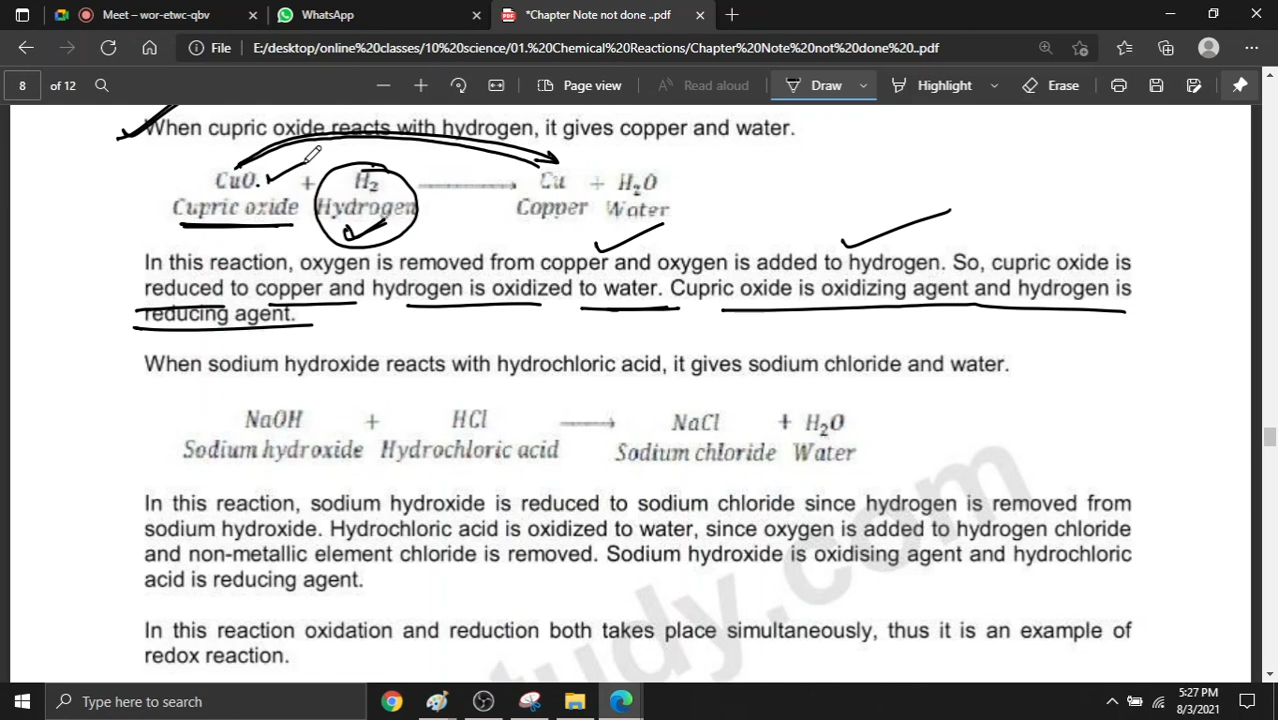 Meet – wor-etwc-qbv
WhatsApp
*Chapter Note not done ..pdf
File
E:/desktop/online%20classes/10%20science/01.%20Chemical%20Reactions/Chapter%20Note%20not%20done%20..pdf
8 of 12
Page view
Read aloud
Draw
Highlight
Erase
When cupric oxide reacts with hydrogen, it gives copper and water.
CuO. + H₂ Cu + H₂O
Cupric oxide Hydrogen Copper Water
In this reaction, oxygen is removed from copper and oxygen is added to hydrogen. So, cupric oxide is
reduced to copper and hydrogen is oxidized to water. Cupric oxide is oxidizing agent and hydrogen is
reducing agent.
When sodium hydroxide reacts with hydrochloric acid, it gives sodium chloride and water.
NaOH + HCl NaCl + H₂O
Sodium hydroxide Hydrochloric acid Sodium chloride Water
In this reaction, sodium hydroxide is reduced to sodium chloride since hydrogen is removed from
sodium hydroxide. Hydrochloric acid is oxidized to water, since oxygen is added to hydrogen chloride
and non-metallic element chloride is removed. Sodium hydroxide is oxidising agent and hydrochloric
acid is reducing agent.
In this reaction oxidation and reduction both takes place simultaneously, thus it is an example of
redox reaction.
tudy.com
Type here to search
5:27 PM
8/3/2021